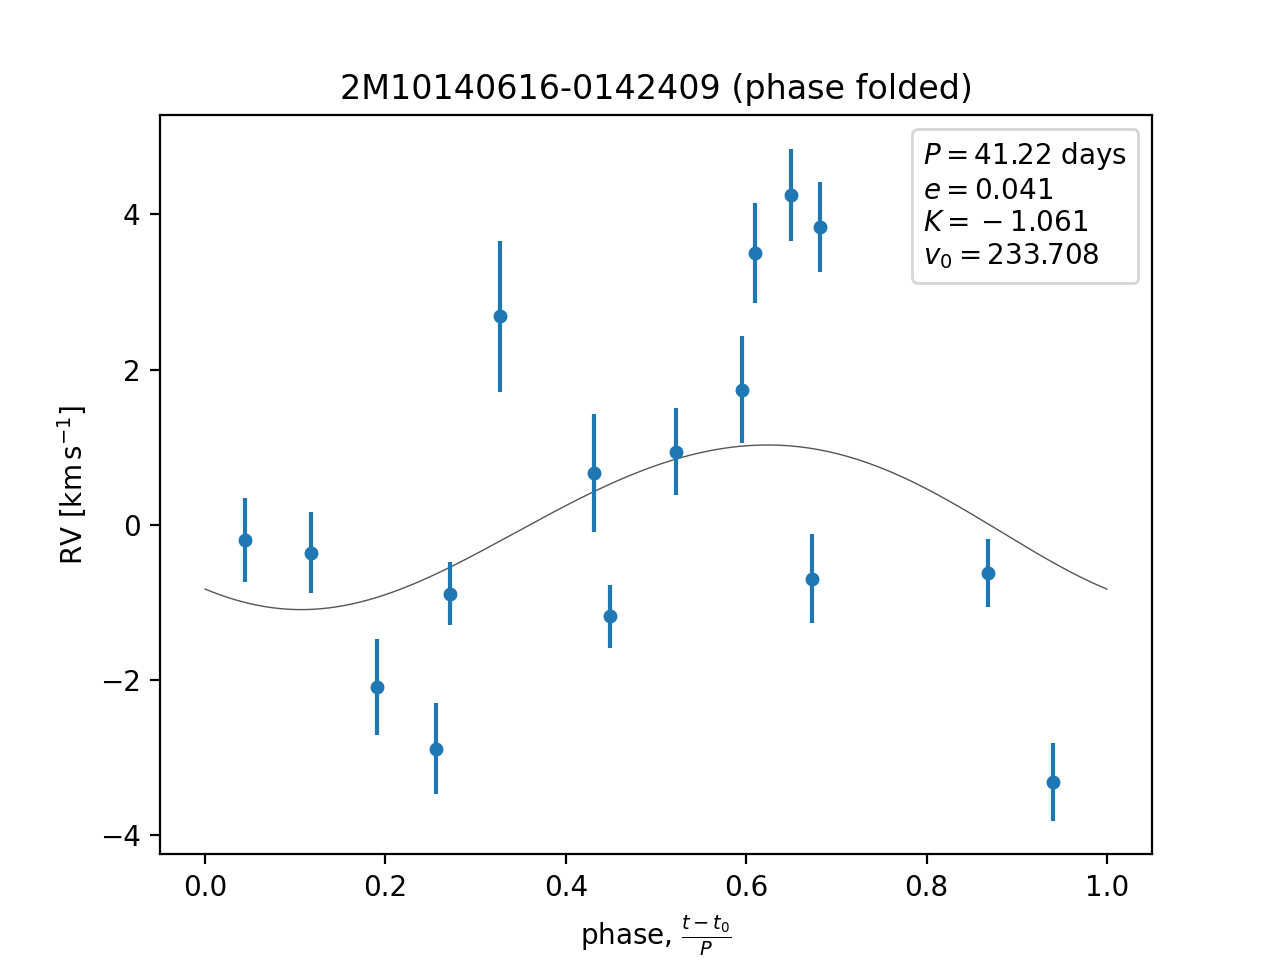 2M10140616-0142409 (phase folded)
P = 41.22 days
e = 0.041
K = −1.061
v₀ = 233.708
RV [km s⁻¹]
4
2
0
−2
−4
0.0 0.2 0.4 0.6 0.8 1.0
phase, (t − t₀)/P